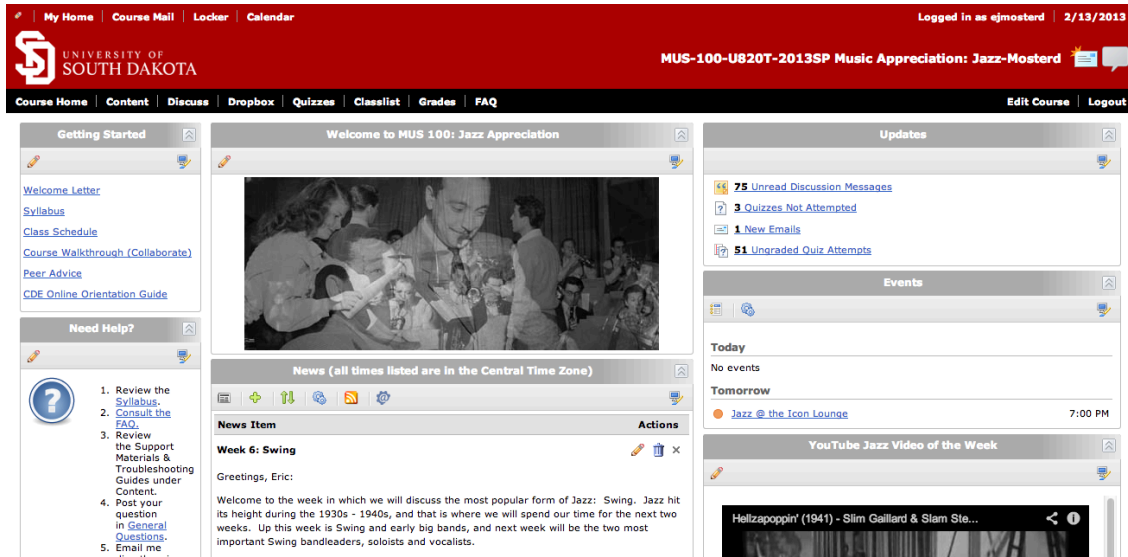 My Home Course Mail Locker Calendar
Logged in as ejmosterd 2/13/2013
UNIVERSITY OF
SOUTH DAKOTA
MUS-100-U820T-2013SP Music Appreciation: Jazz-Mosterd
Course Home Content Discuss Dropbox Quizzes Classlist Grades FAQ
Edit Course Logout
Getting Started
Welcome Letter
Syllabus
Class Schedule
Course Walkthrough (Collaborate)
Peer Advice
CDE Online Orientation Guide
Need Help?
1. Review the
Syllabus.
2. Consult the
FAQ.
3. Review
the Support
Materials &
Troubleshooting
Guides under
Content.
4. Post your
question
in General
Questions.
5. Email me
Welcome to MUS 100: Jazz Appreciation
News (all times listed are in the Central Time Zone)
News Item Actions
Week 6: Swing
Greetings, Eric:
Welcome to the week in which we will discuss the most popular form of Jazz: Swing. Jazz hit
its height during the 1930s - 1940s, and that is where we will spend our time for the next two
weeks. Up this week is Swing and early big bands, and next week will be the two most
important Swing bandleaders, soloists and vocalists.
Updates
75 Unread Discussion Messages
3 Quizzes Not Attempted
1 New Emails
51 Ungraded Quiz Attempts
Events
Today
No events
Tomorrow
Jazz @ the Icon Lounge 7:00 PM
YouTube Jazz Video of the Week
Hellzapoppin' (1941) - Slim Gaillard & Slam Ste...